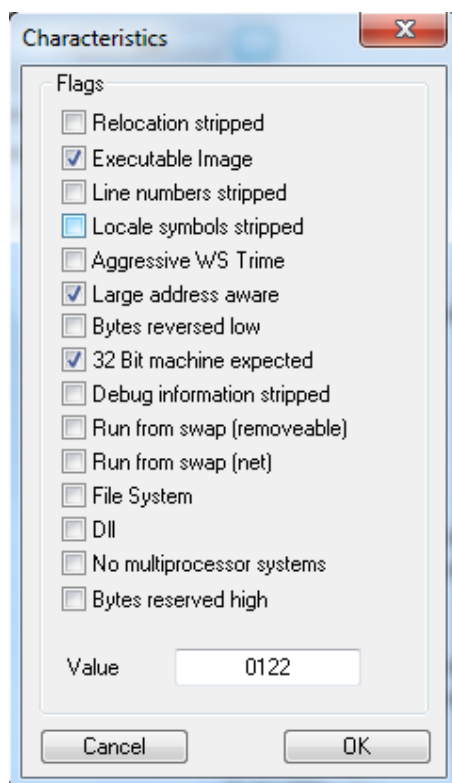 Characteristics
Flags
Relocation stripped
Executable Image
Line numbers stripped
Locale symbols stripped
Aggressive WS Trime
Large address aware
Bytes reversed low
32 Bit machine expected
Debug information stripped
Run from swap (removeable)
Run from swap (net)
File System
Dll
No multiprocessor systems
Bytes reserved high
Value 0122
Cancel OK